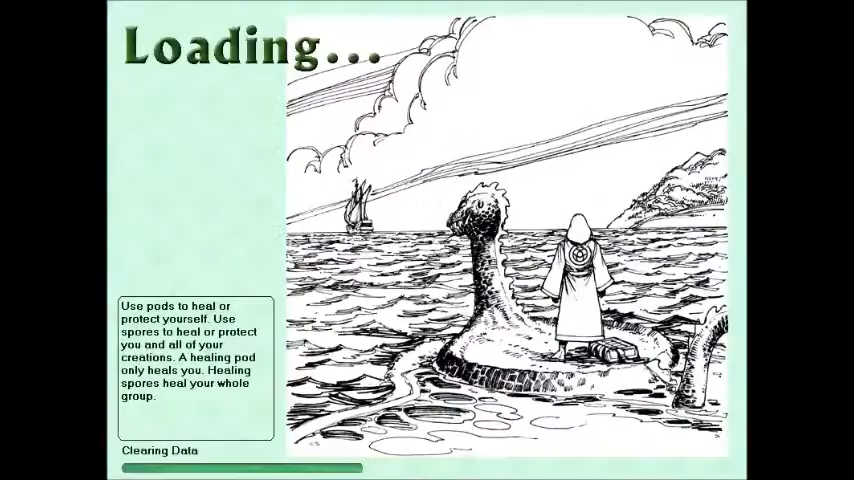 Loading...
Use pods to heal or
protect yourself. Use
spores to heal or protect
you and all of your
creations. A healing pod
only heals you. Healing
spores heal your whole
group.
Clearing Data